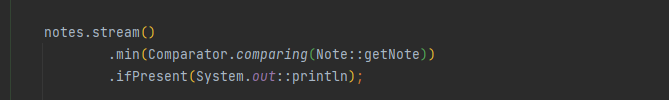 notes.stream()
.min(Comparator.comparing(Note::getNote))
.ifPresent(System.out::println);